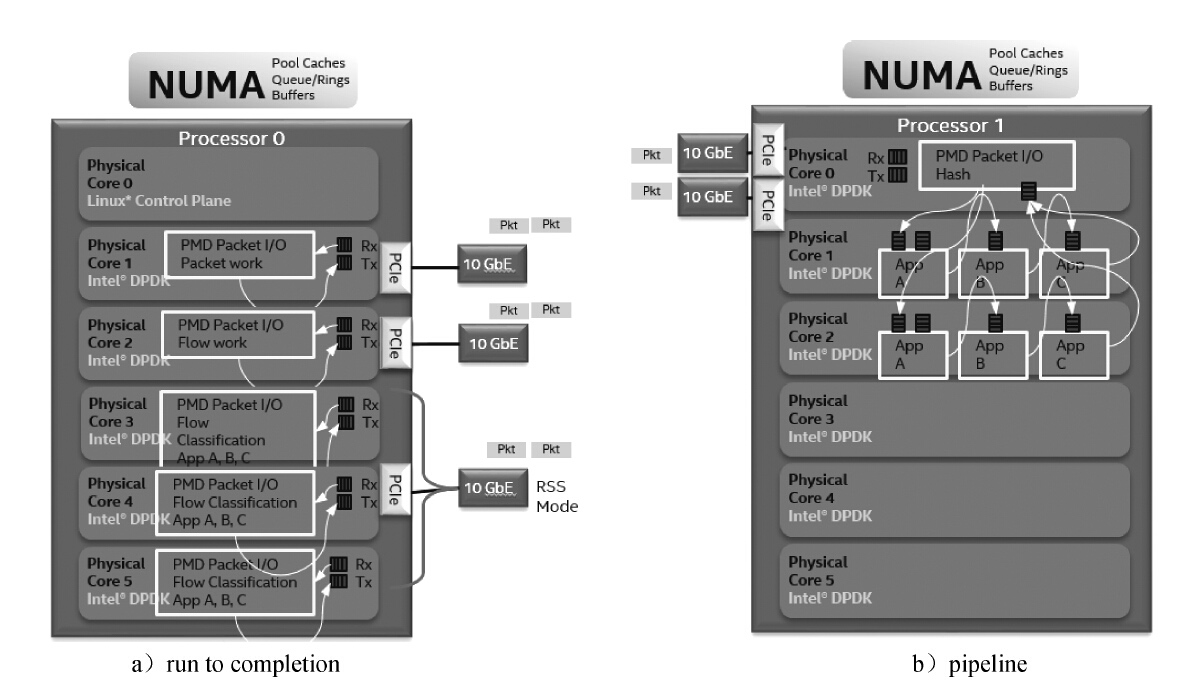 NUMA
Pool Caches
Queue/Rings
Buffers
Processor 0
Physical
Core 0
Linux* Control Plane
Physical
Core 1
Intel® DPDK
PMD Packet I/O
Packet work
Rx
Tx
PCIe
10 GbE
Pkt Pkt
Physical
Core 2
Intel® DPDK
PMD Packet I/O
Flow work
Rx
Tx
PCIe
10 GbE
Pkt Pkt
Physical
Core 3
Intel® DPDK
PMD Packet I/O
Flow
Classification
App A, B, C
Rx
Tx
Physical
Core 4
Intel® DPDK
PMD Packet I/O
Flow Classification
App A, B, C
Rx
Tx
PCIe
10 GbE
Pkt Pkt
RSS
Mode
Physical
Core 5
Intel® DPDK
PMD Packet I/O
Flow Classification
App A, B, C
Rx
Tx
a）run to completion
NUMA
Pool Caches
Queue/Rings
Buffers
Processor 1
Pkt
10 GbE
PCIe
Pkt
10 GbE
PCIe
Physical
Core 0
Intel® DPDK
Rx
Tx
PMD Packet I/O
Hash
Physical
Core 1
Intel® DPDK
App
A
App
B
App
C
Physical
Core 2
Intel® DPDK
App
A
App
B
App
C
Physical
Core 3
Intel® DPDK
Physical
Core 4
Intel® DPDK
Physical
Core 5
Intel® DPDK
b）pipeline